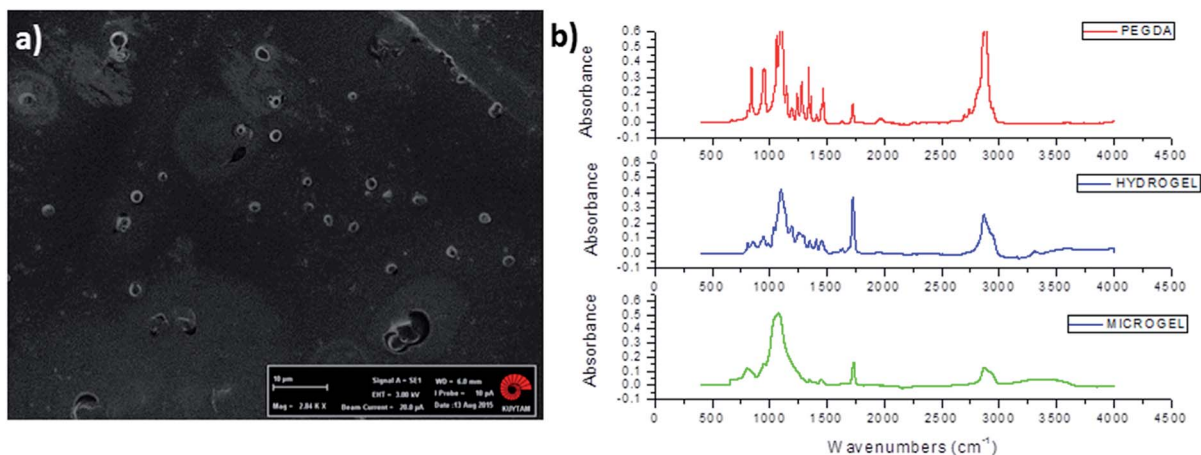 a)
10 µm
Signal A = SE1
WD = 6.0 mm
EHT = 3.00 kV
I Probe = 10 pA
Mag = 2.04 K X
Beam Current = 20.0 µA
Date :13 Aug 2015
KUYTAM
b)
PEGDA
Absorbance
0.6
0.5
0.4
0.3
0.2
0.1
0.0
-0.1
0 500 1000 1500 2000 2500 3000 3500 4000 4500
HYDROGEL
Absorbance
0.6
0.5
0.4
0.3
0.2
0.1
0.0
-0.1
0 500 1000 1500 2000 2500 3000 3500 4000 4500
MICROGEL
Absorbance
0.6
0.5
0.4
0.3
0.2
0.1
0.0
-0.1
0 500 1000 1500 2000 2500 3000 3500 4000 4500
Wavenumbers (cm⁻¹)